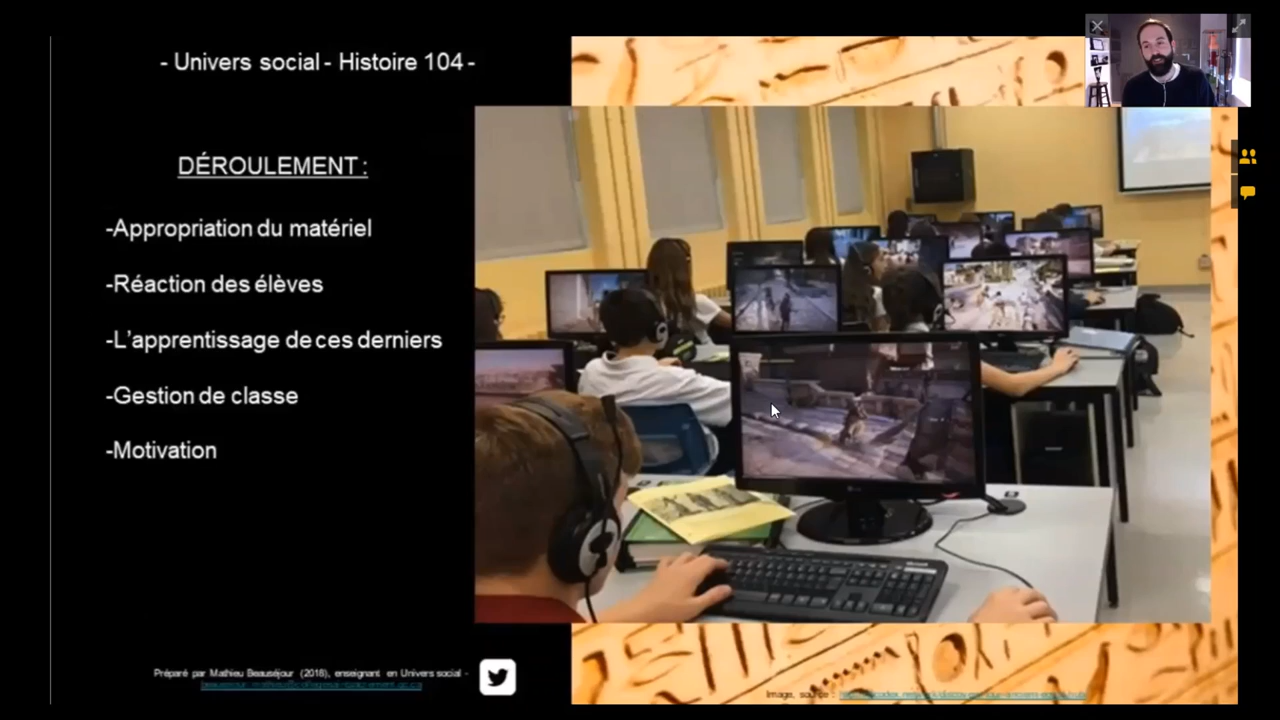 - Univers social - Histoire 104 -
DÉROULEMENT :
-Appropriation du matériel
-Réaction des élèves
-L'apprentissage de ces derniers
-Gestion de classe
-Motivation
Préparé par Mathieu Beauséjour (2018), enseignant en Univers social -
Image, source :